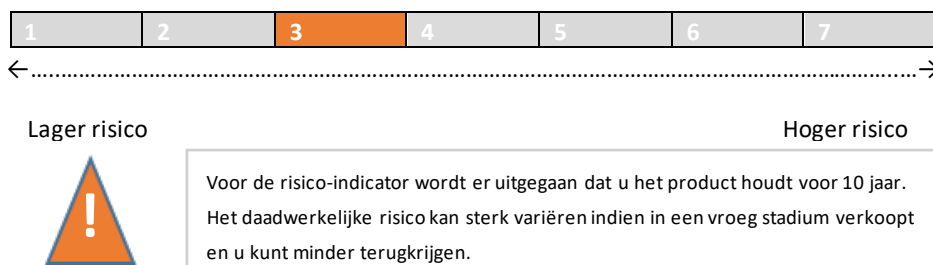 1 2 3 4 5 6 7
←...........................................................................................................→
Lager risico Hoger risico
!
Voor de risico-indicator wordt er uitgegaan dat u het product houdt voor 10 jaar.
Het daadwerkelijke risico kan sterk variëren indien in een vroeg stadium verkoopt
en u kunt minder terugkrijgen.